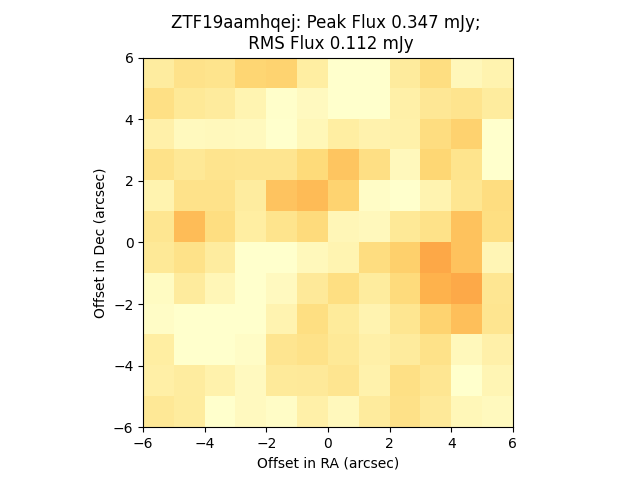 ZTF19aamhqej: Peak Flux 0.347 mJy;
RMS Flux 0.112 mJy
6
4
2
0
−2
−4
−6
Offset in Dec (arcsec)
−6 −4 −2 0 2 4 6
Offset in RA (arcsec)